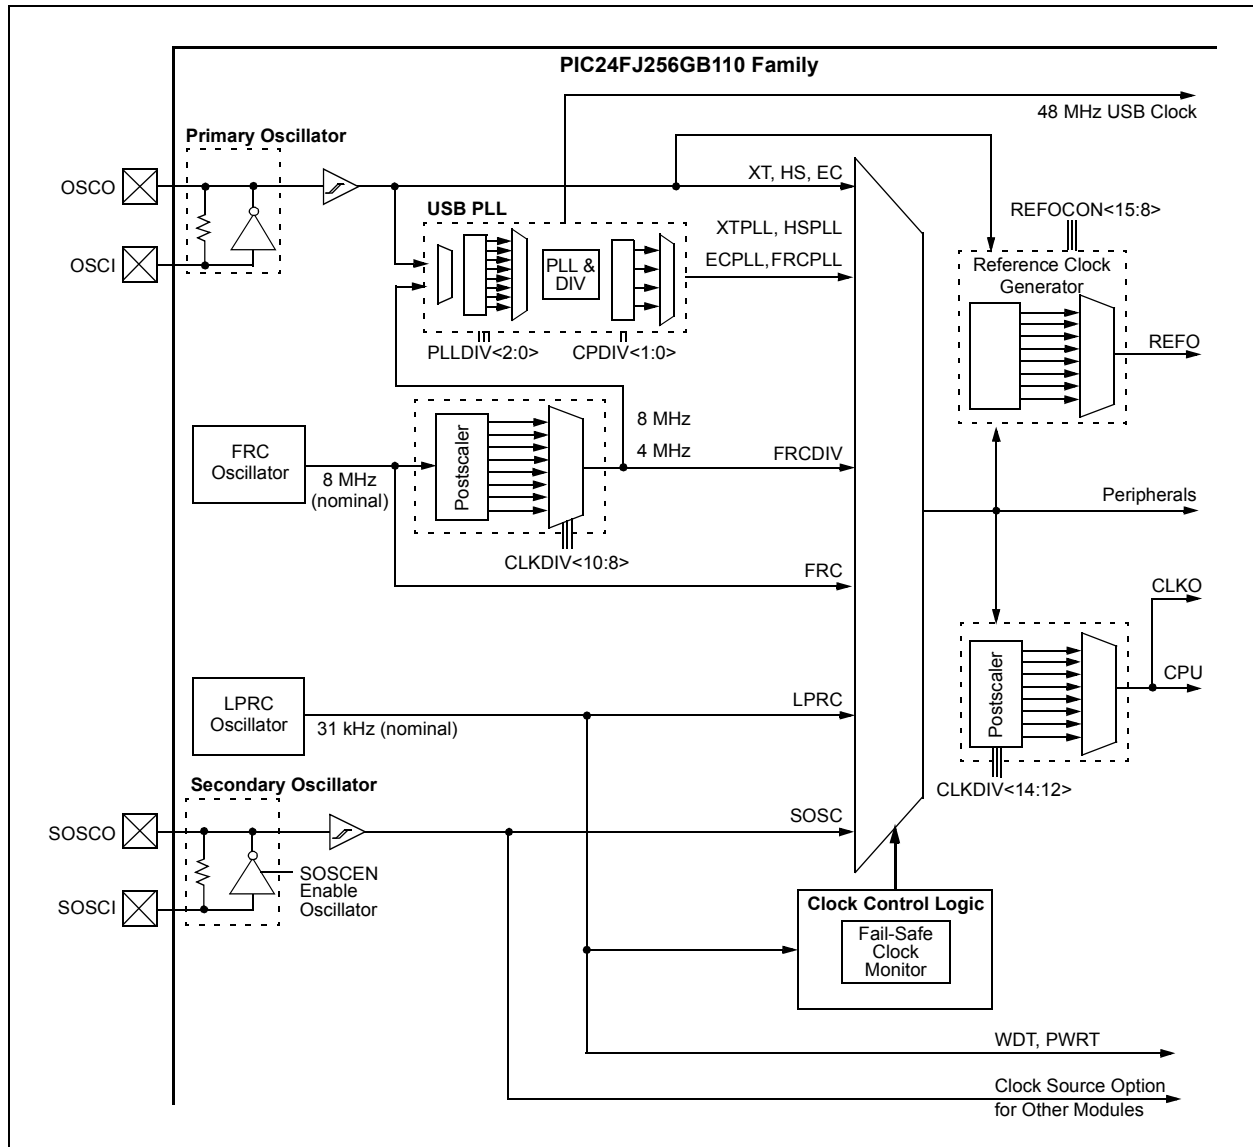 PIC24FJ256GB110 Family
48 MHz USB Clock
Primary Oscillator
OSCO
XT, HS, EC
USB PLL
REFOCON<15:8>
XTPLL, HSPLL
OSCI
ECPLL,FRCPLL
PLL &
DIV
Reference Clock
Generator
PLLDIV<2:0>
CPDIV<1:0>
REFO
8 MHz
4 MHz
FRC
Oscillator
8 MHz
(nominal)
Postscaler
FRCDIV
Peripherals
CLKDIV<10:8>
FRC
CLKO
CPU
Postscaler
LPRC
Oscillator
31 kHz (nominal)
LPRC
CLKDIV<14:12>
Secondary Oscillator
SOSCO
SOSC
SOSCEN
Enable
Oscillator
SOSCI
Clock Control Logic
Fail-Safe
Clock
Monitor
WDT, PWRT
Clock Source Option
for Other Modules